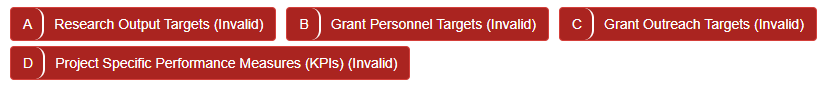 A Research Output Targets (Invalid) B Grant Personnel Targets (Invalid) C Grant Outreach Targets (Invalid)
D Project Specific Performance Measures (KPIs) (Invalid)